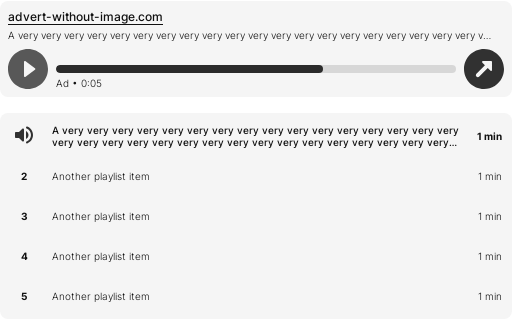 advert-without-image.com
A very very very very very very very very very very very very very very very very very very very v...
Ad • 0:05
A very very very very very very very very very very very very very very very very
very very very very very very very very very very very very very very very very...
1 min
2 Another playlist item 1 min
3 Another playlist item 1 min
4 Another playlist item 1 min
5 Another playlist item 1 min